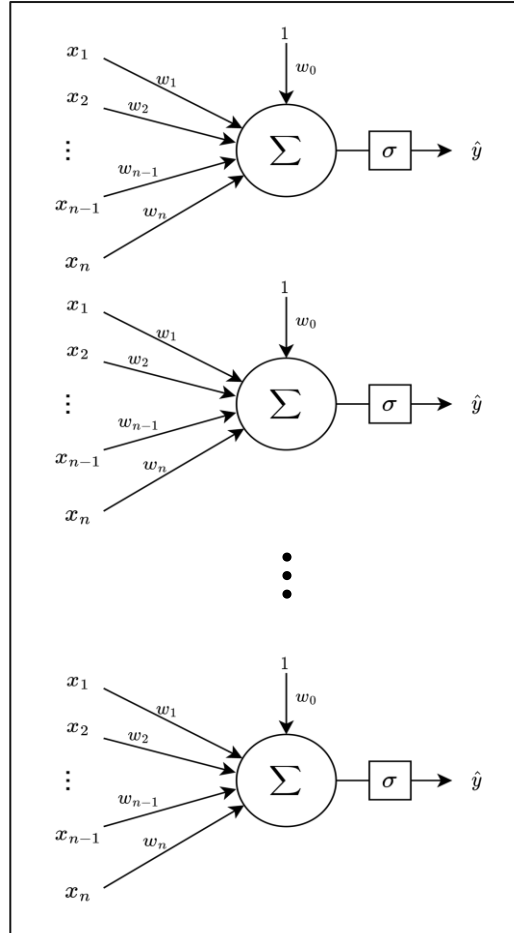 1
x₁
w₁
w₀
x₂
w₂
⋮
∑ σ ŷ
wₙ₋₁
xₙ₋₁
wₙ
xₙ
x₁
1
w₁
w₀
x₂
w₂
⋮
∑ σ ŷ
wₙ₋₁
xₙ₋₁
wₙ
xₙ
⋮
1
x₁
w₁
w₀
x₂
w₂
⋮
∑ σ ŷ
wₙ₋₁
xₙ₋₁
wₙ
xₙ